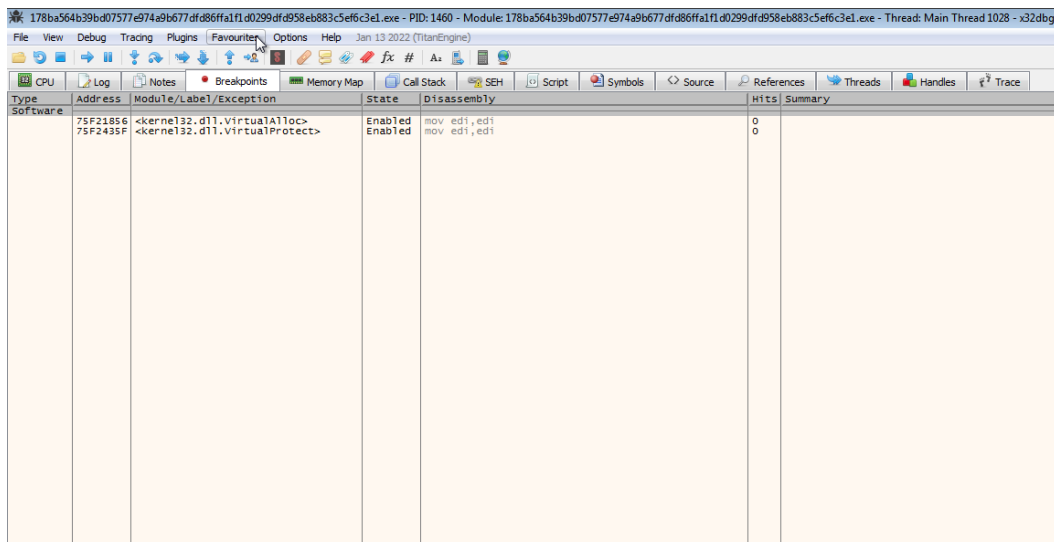 178ba564b39bd07577e974a9b677dfd86ffa1f1d0299dfd958eb883c5ef6c3e1.exe - PID: 1460 - Module: 178ba564b39bd07577e974a9b677dfd86ffa1f1d0299dfd958eb883c5ef6c3e1.exe - Thread: Main Thread 1028 - x32dbg
File View Debug Tracing Plugins Favourites Options Help Jan 13 2022 (TitanEngine)
fx # Az
CPU Log Notes Breakpoints Memory Map Call Stack SEH Script Symbols Source References Threads Handles Trace
Type Address Module/Label/Exception State Disassembly Hits Summary
Software
75F21856 <kernel32.dll.VirtualAlloc> Enabled mov edi,edi 0
75F2435F <kernel32.dll.VirtualProtect> Enabled mov edi,edi 0